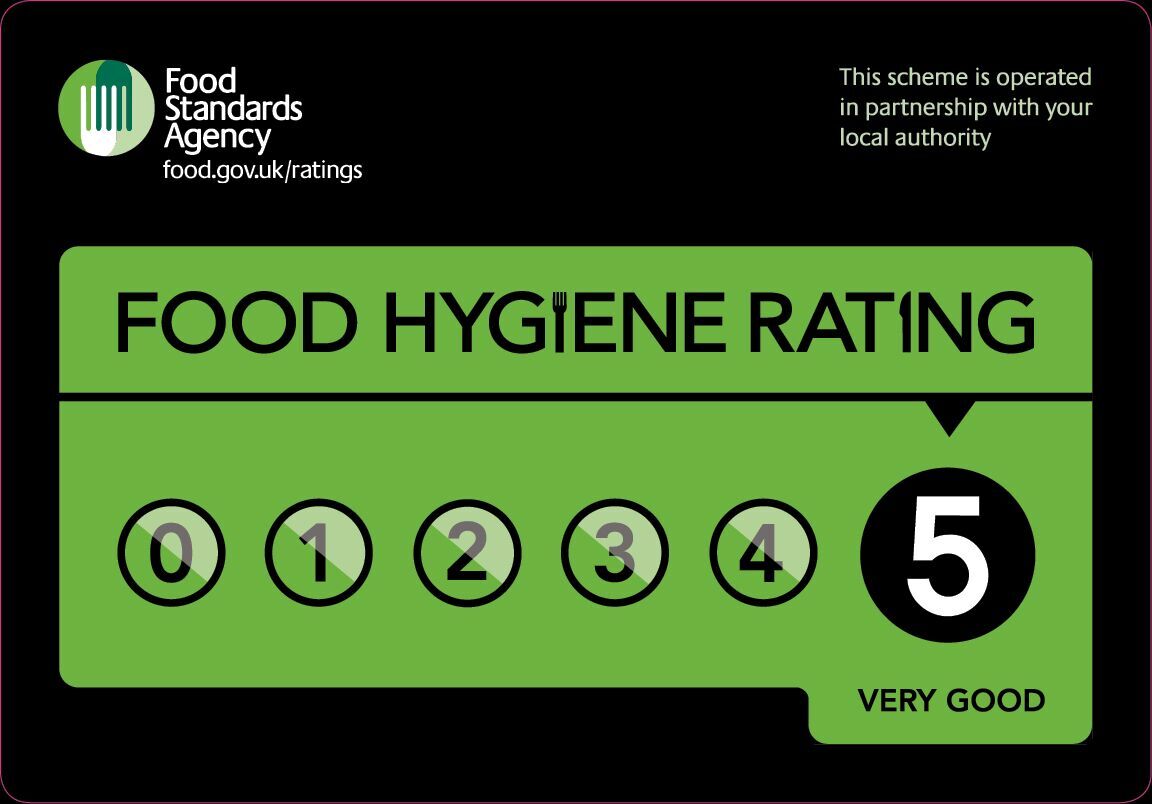 Food
Standards
Agency
food.gov.uk/ratings
This scheme is operated
in partnership with your
local authority
FOOD HYGIENE RATING
0 1 2 3 4 5
VERY GOOD